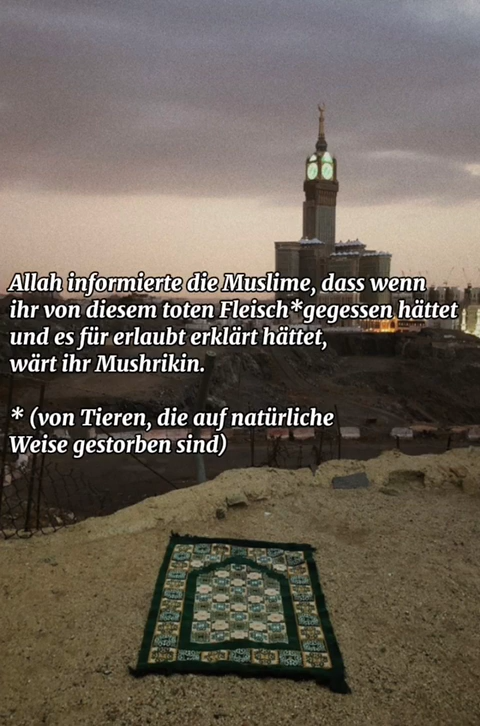 Allah informierte die Muslime, dass wenn
ihr von diesem toten Fleisch*gegessen hättet
und es für erlaubt erklärt hättet,
wärt ihr Mushrikin.
* (von Tieren, die auf natürliche
Weise gestorben sind)